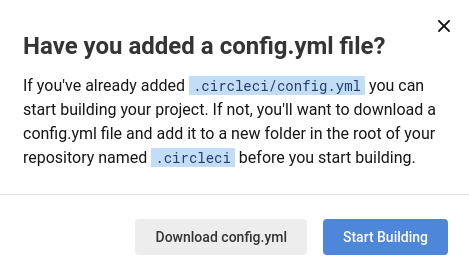 Have you added a config.yml file?
If you've already added .circleci/config.yml you can
start building your project. If not, you'll want to download a
config.yml file and add it to a new folder in the root of your
repository named .circleci before you start building.
Download config.yml
Start Building